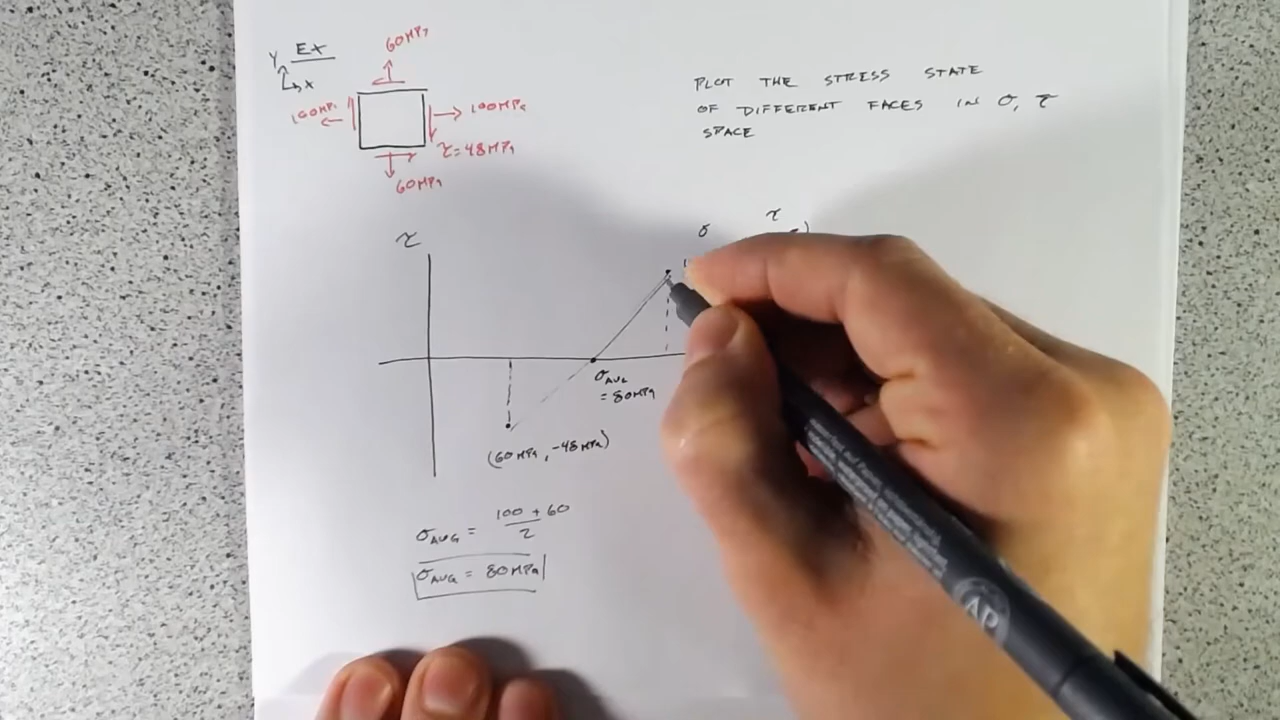 Y EX
X
60MPa
100MPa
100MPa
τ=48MPa
60MPa
PLOT THE STRESS STATE
OF DIFFERENT FACES IN σ, τ
SPACE
τ
σ
τ
σAVG
= 80MPa
(60MPa, -48MPa)
σAVG = 100 + 60
2
σAVG = 80MPa
AP